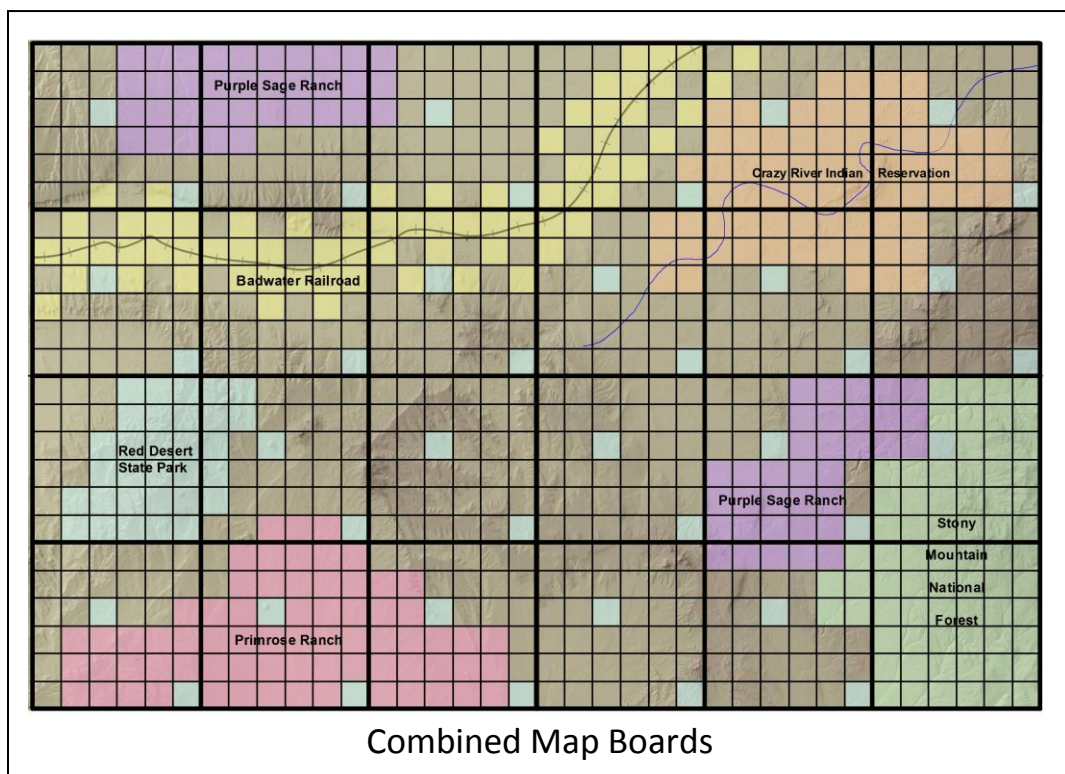 Purple Sage Ranch
Crazy River Indian Reservation
Badwater Railroad
Red Desert
State Park
Purple Sage Ranch
Stony
Mountain
National
Forest
Primrose Ranch
Combined Map Boards